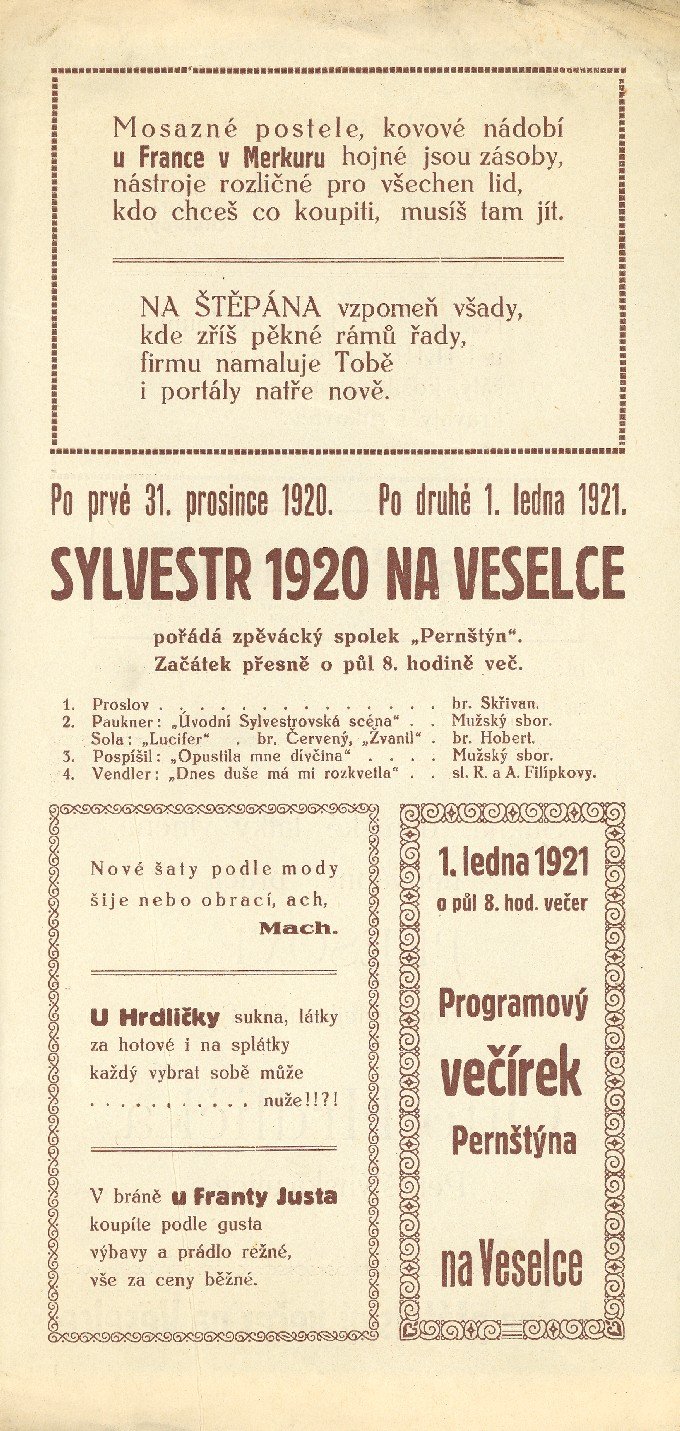 Mosazné postele, kovové nádobí
u France v Merkuru hojné jsou zásoby,
nástroje rozličné pro všechen lid,
kdo chceš co koupiti, musíš tam jít.
NA ŠTĚPÁNA vzpomeň všady,
kde zříš pěkné rámů řady,
firmu namaluje Tobě
i portály natře nově.
Po prvé 31. prosince 1920. Po druhé 1. ledna 1921.
SYLVESTR 1920 NA VESELCE
pořádá zpěvácký spolek „Pernštýn“.
Začátek přesně o půl 8. hodině več.
1. Proslov . . . . . . . . . . . . . br. Skřivan.
2. Paukner: „Úvodní Sylvestrovská scéna“ . . Mužský sbor.
Sola: „Lucifer“ . br. Červený, „Žvanil“ . br. Hobert.
3. Pospíšil: „Opustila mne divčina“ . . . . Mužský sbor.
4. Vendler: „Dnes duše má mi rozkvetla“ . . sl. R. a A. Filipkovy.
Nové šaty podle mody
šije nebo obrací, ach,
Mach.
U Hrdličky sukna, látky
za hotové i na splátky
každý vybrat sobě může
. . . . . . . . . . . nuže!!?!
V bráně u Franty Justa
koupíte podle gusta
výbavy a prádlo režné,
vše za ceny běžné.
1. ledna 1921
o půl 8. hod. večer
Programový
večírek
Pernštýna
na Veselce